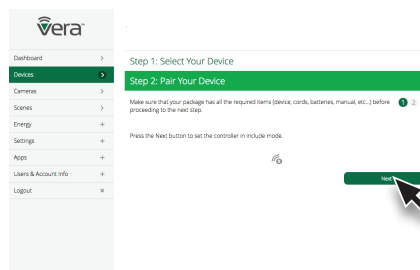 vera™
Dashboard
Devices
Cameras
Scenes
Energy
Settings
Apps
Users & Account Info
Logout
Step 1: Select Your Device
Step 2: Pair Your Device
Make sure that your package has all the required items (device, cords, batteries, manual, etc...) before
proceeding to the next step.
1 2
Press the Next button to set the controller in include mode.
Next